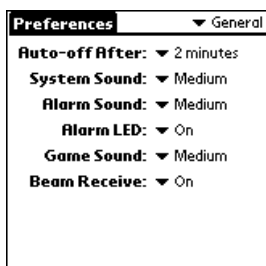 Preferences General
Auto-off After: 2 minutes
System Sound: Medium
Alarm Sound: Medium
Alarm LED: On
Game Sound: Medium
Beam Receive: On